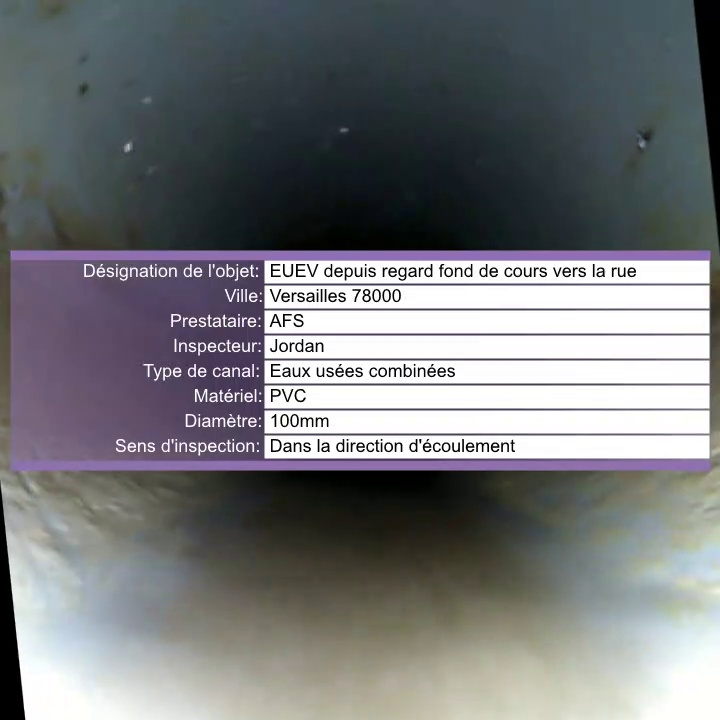 Désignation de l'objet: EUEV depuis regard fond de cours vers la rue
Ville: Versailles 78000
Prestataire: AFS
Inspecteur: Jordan
Type de canal: Eaux usées combinées
Matériel: PVC
Diamètre: 100mm
Sens d'inspection: Dans la direction d'écoulement